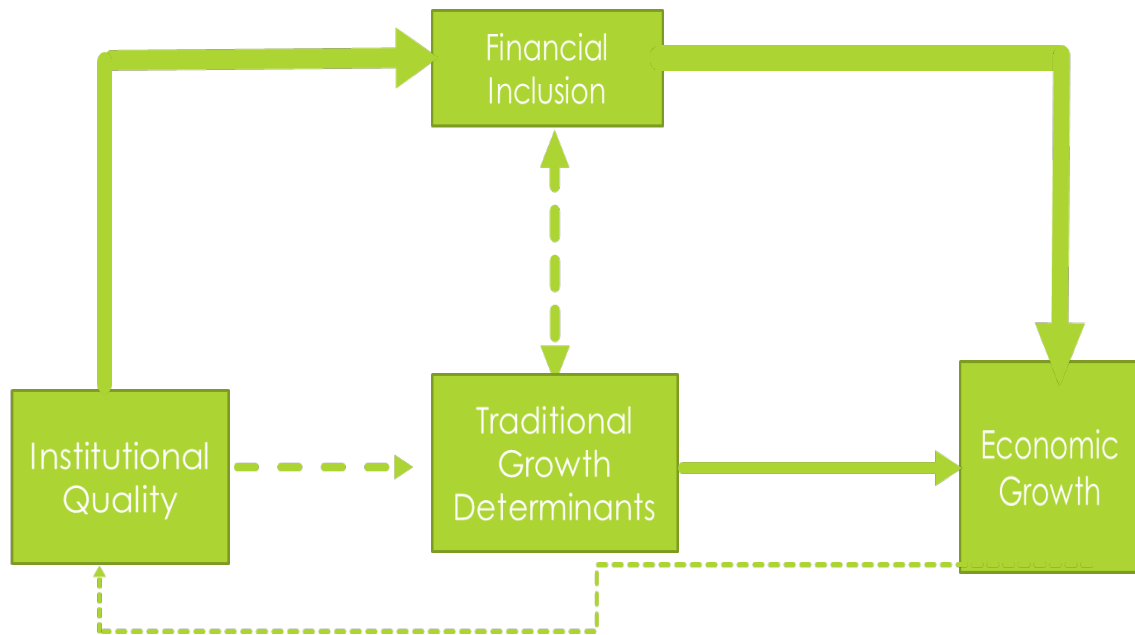 Financial
Inclusion
Institutional
Quality
Traditional
Growth
Determinants
Economic
Growth